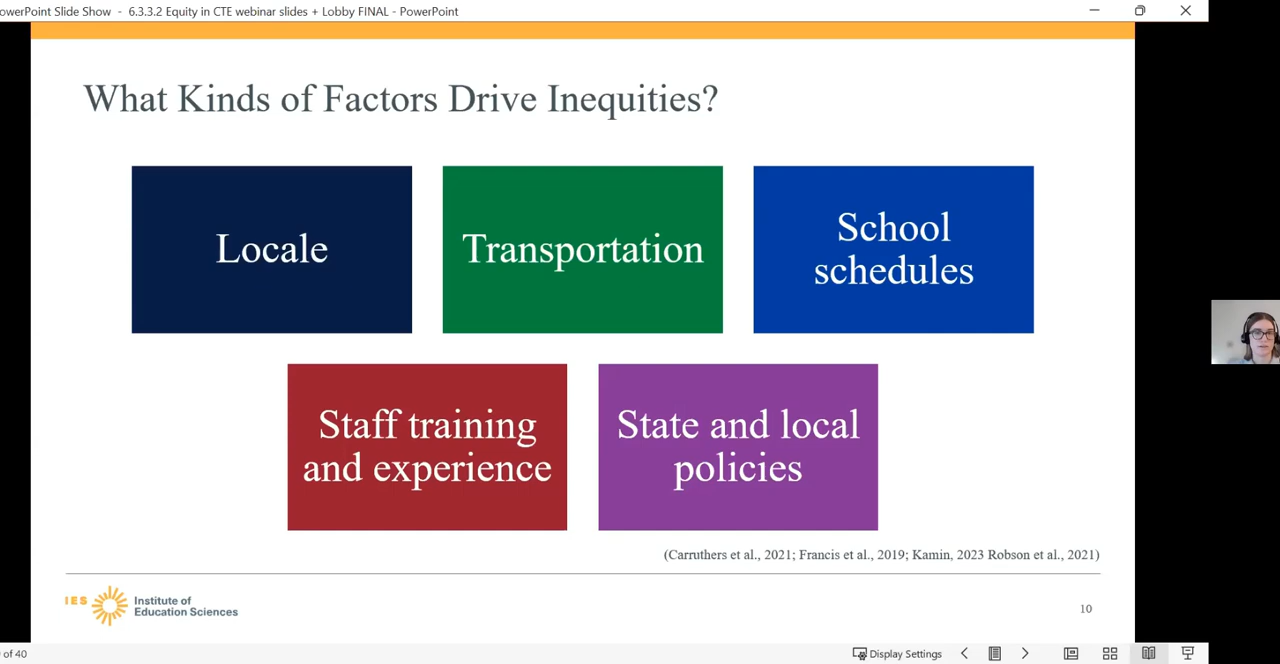 owerPoint Slide Show - 6.3.3.2 Equity in CTE webinar slides + Lobby FINAL - PowerPoint
What Kinds of Factors Drive Inequities?
Locale
Transportation
School
schedules
Staff training
and experience
State and local
policies
(Carruthers et al., 2021; Francis et al., 2019; Kamin, 2023 Robson et al., 2021)
IES
Institute of
Education Sciences
10
of 40
Display Settings